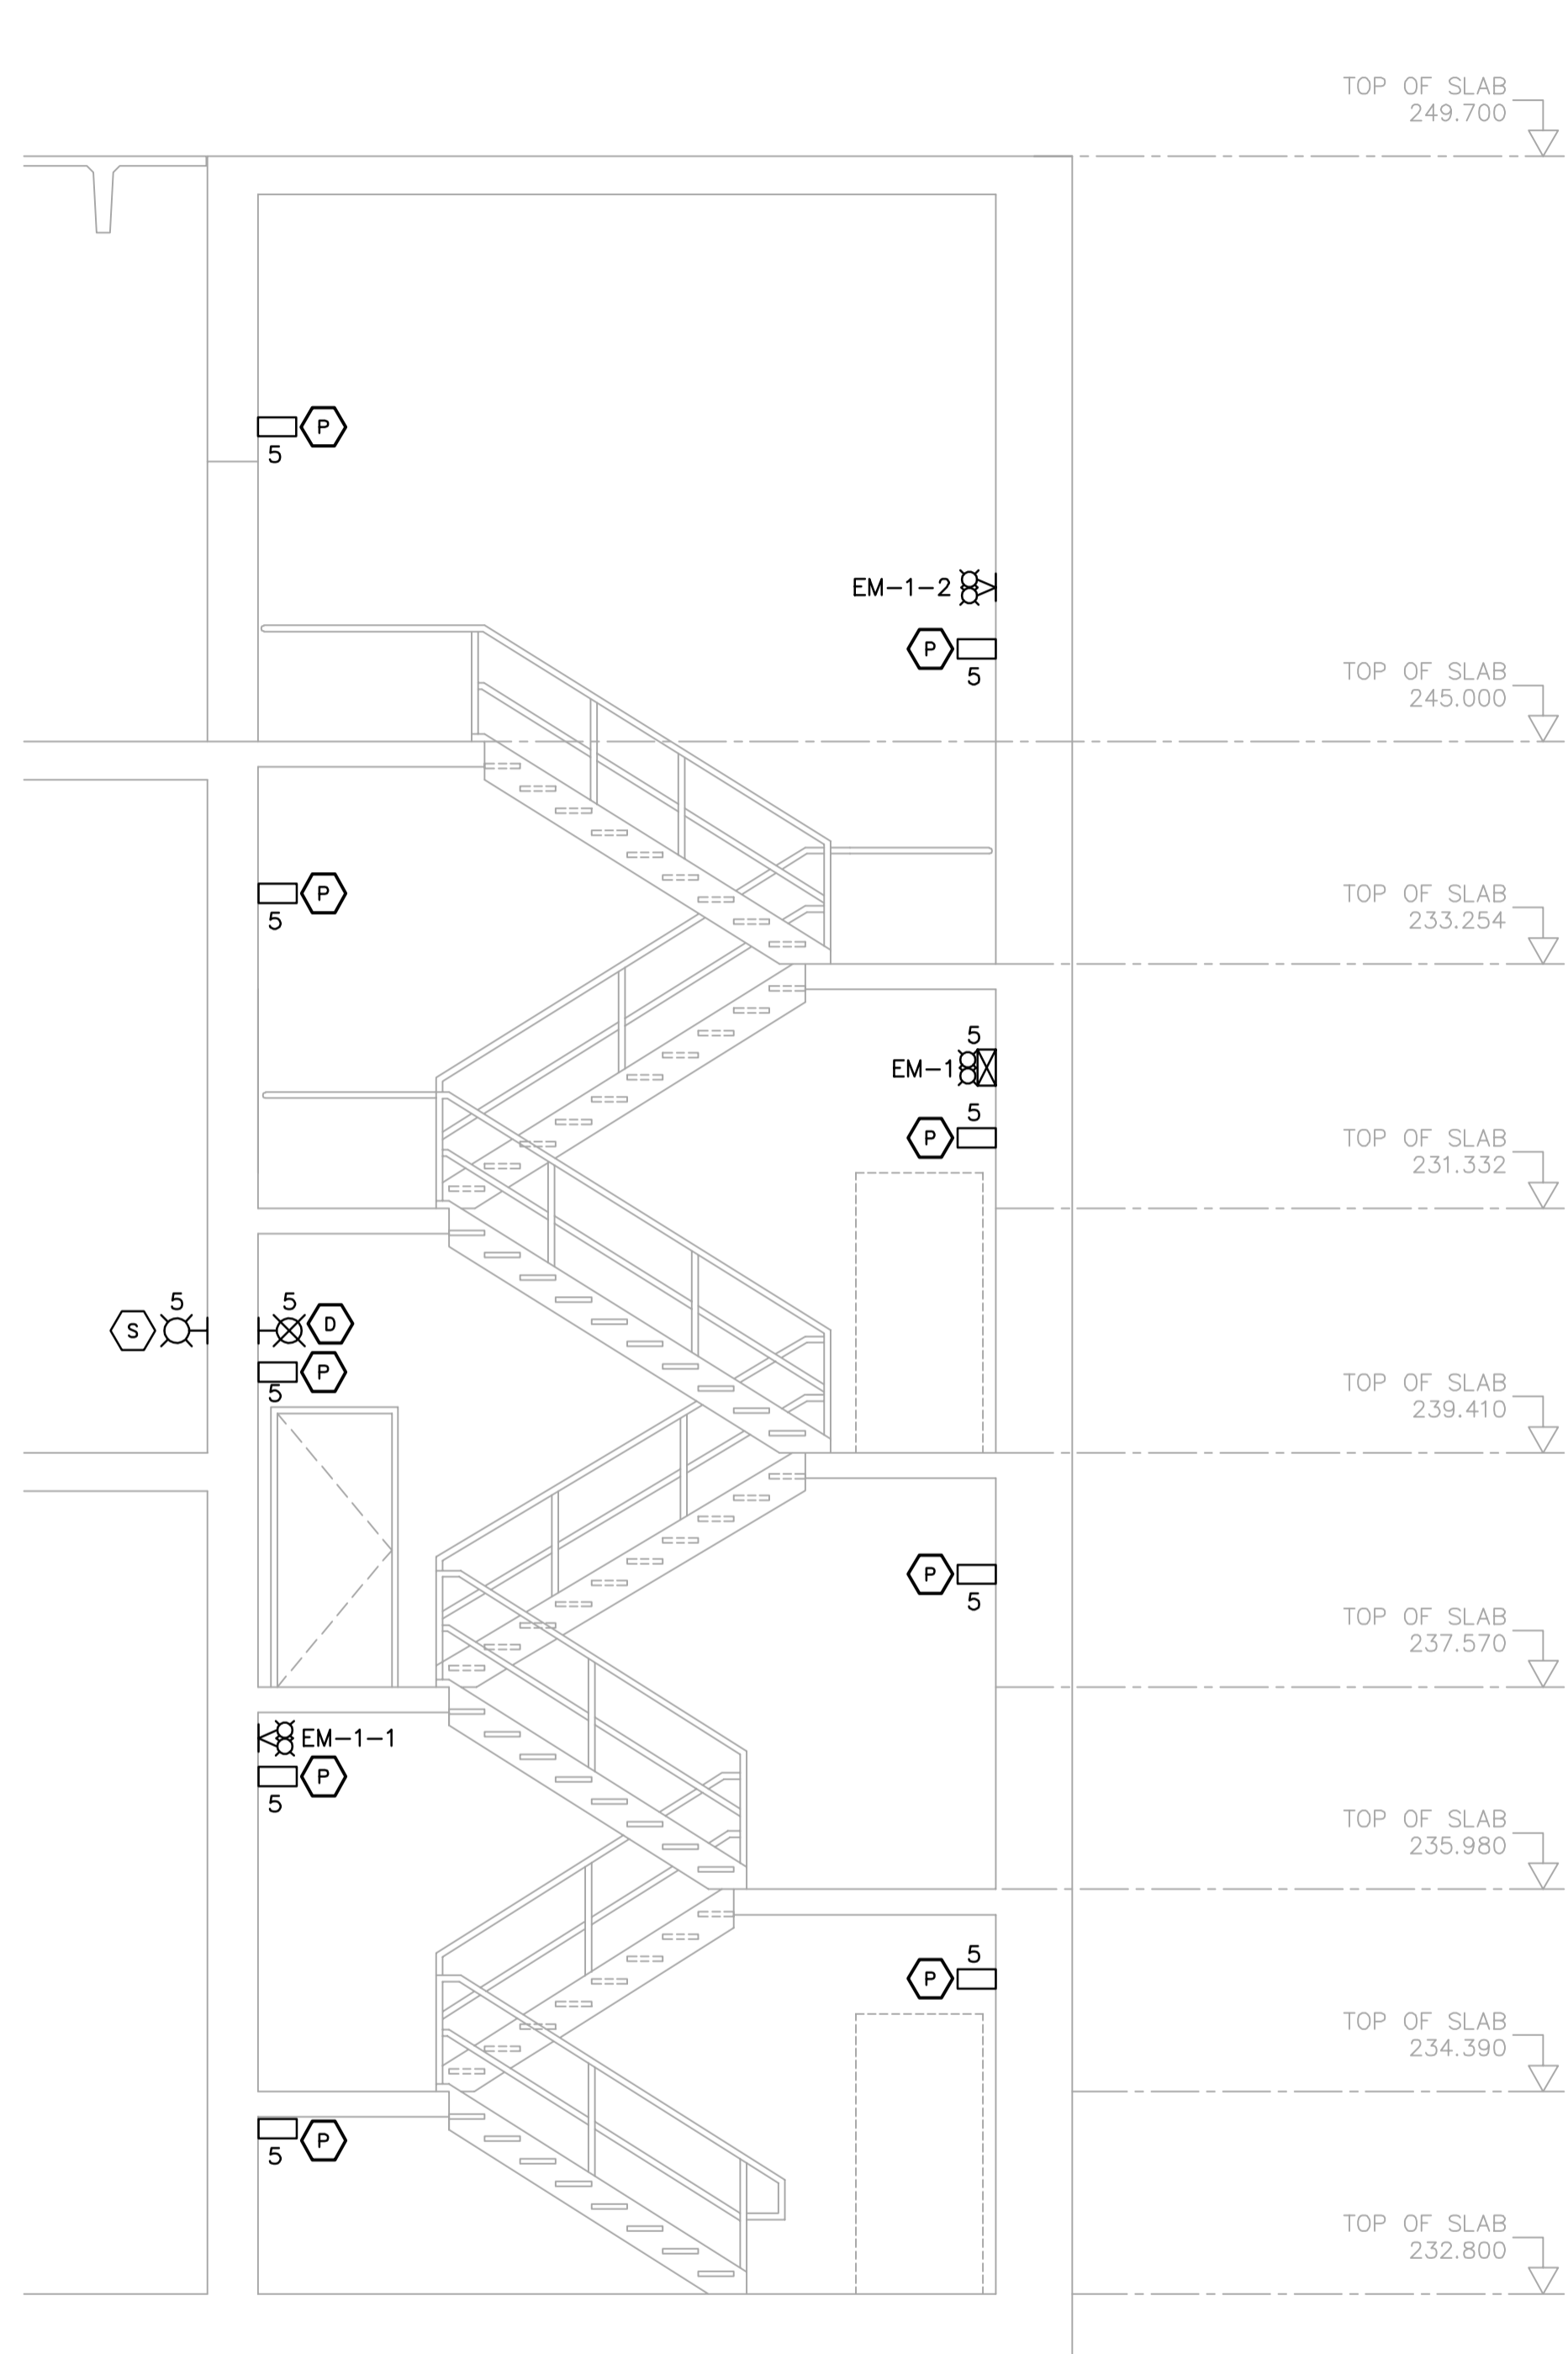 TOP OF SLAB
249.700
P
5
EM-1-2
P
5
TOP OF SLAB
245.000
P
5
TOP OF SLAB
233.254
5
EM-1
5
P
TOP OF SLAB
231.332
5
S
5
D
P
5
TOP OF SLAB
239.410
P
5
TOP OF SLAB
237.570
EM-1-1
P
5
TOP OF SLAB
235.980
5
P
TOP OF SLAB
234.390
P
5
TOP OF SLAB
232.800